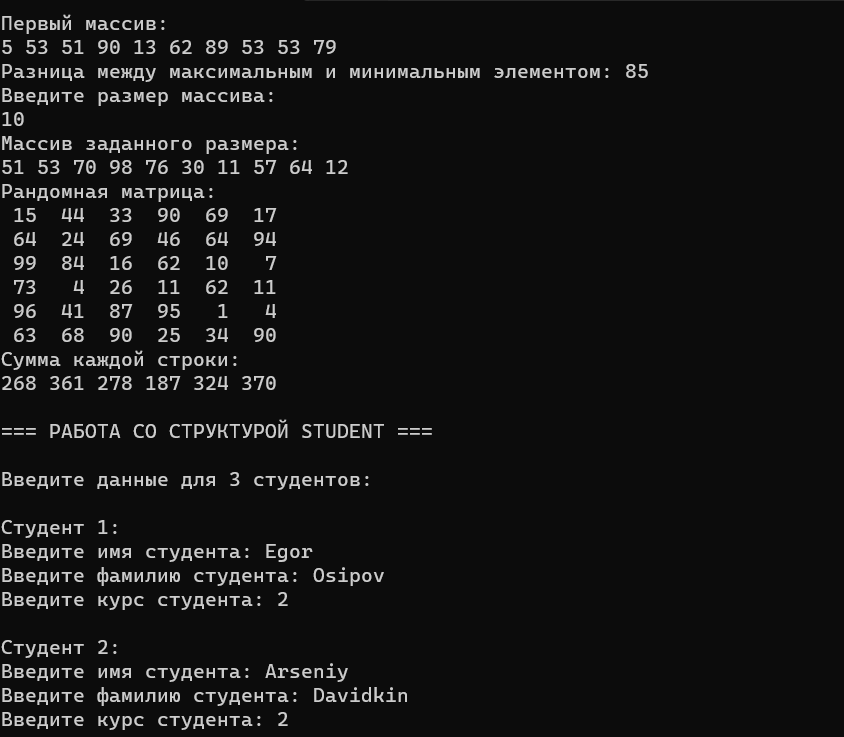 Первый массив:
5 53 51 90 13 62 89 53 53 79
Разница между максимальным и минимальным элементом: 85
Введите размер массива:
10
Массив заданного размера:
51 53 70 98 76 30 11 57 64 12
Рандомная матрица:
15 44 33 90 69 17
64 24 69 46 64 94
99 84 16 62 10 7
73 4 26 11 62 11
96 41 87 95 1 4
63 68 90 25 34 90
Сумма каждой строки:
268 361 278 187 324 370
=== РАБОТА СО СТРУКТУРОЙ STUDENT ===
Введите данные для 3 студентов:
Студент 1:
Введите имя студента: Egor
Введите фамилию студента: Osipov
Введите курс студента: 2
Студент 2:
Введите имя студента: Arseniy
Введите фамилию студента: Davidkin
Введите курс студента: 2